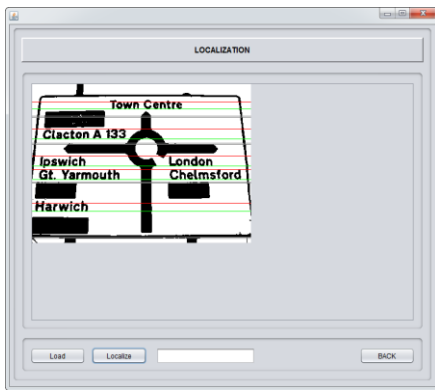 LOCALIZATION
Town Centre
Clacton A 133
Ipswich London
Gt. Yarmouth Chelmsford
Harwich
Load Localize BACK